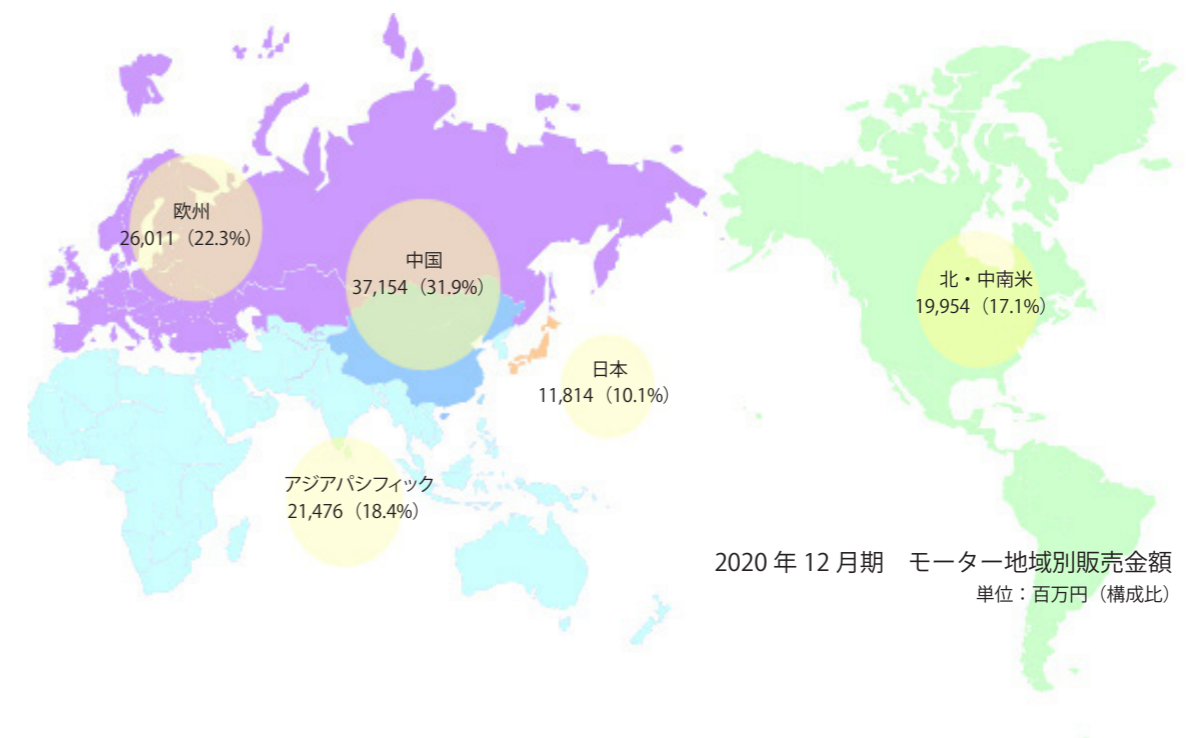 欧州
26,011（22.3%）
中国
37,154（31.9%）
北・中南米
19,954（17.1%）
日本
11,814（10.1%）
アジアパシフィック
21,476（18.4%）
2020 年 12 月期　モーター地域別販売金額
単位：百万円（構成比）